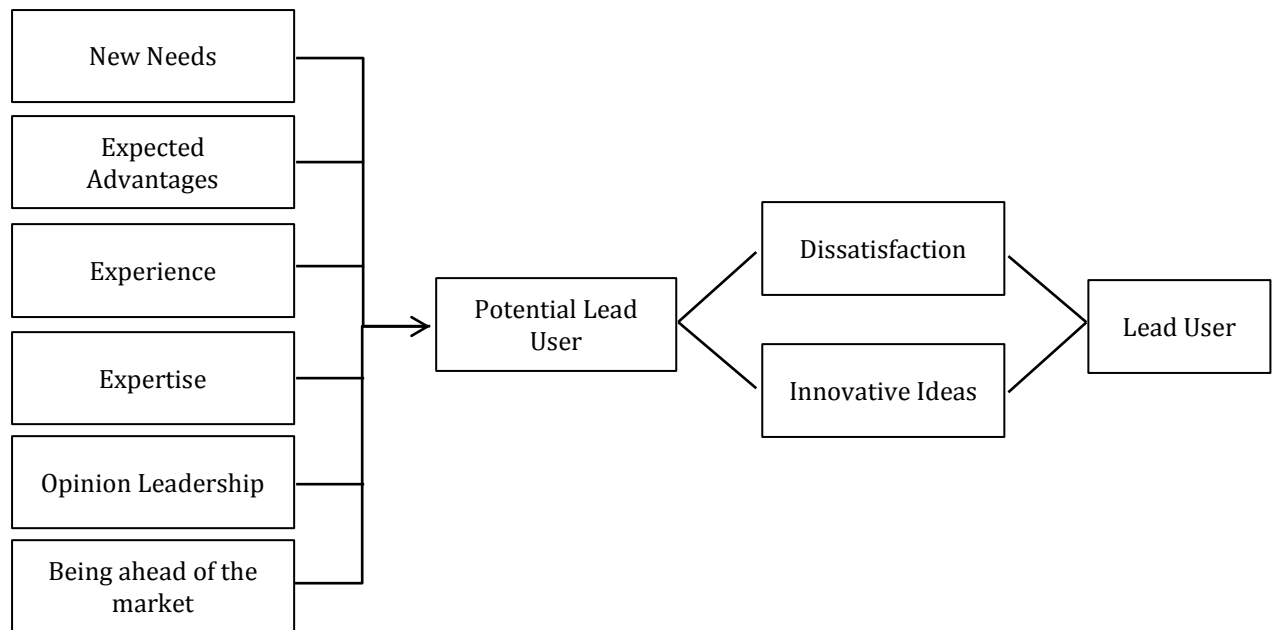 New Needs
Expected
Advantages
Experience
Expertise
Opinion Leadership
Being ahead of the
market
Potential Lead
User
Dissatisfaction
Innovative Ideas
Lead User